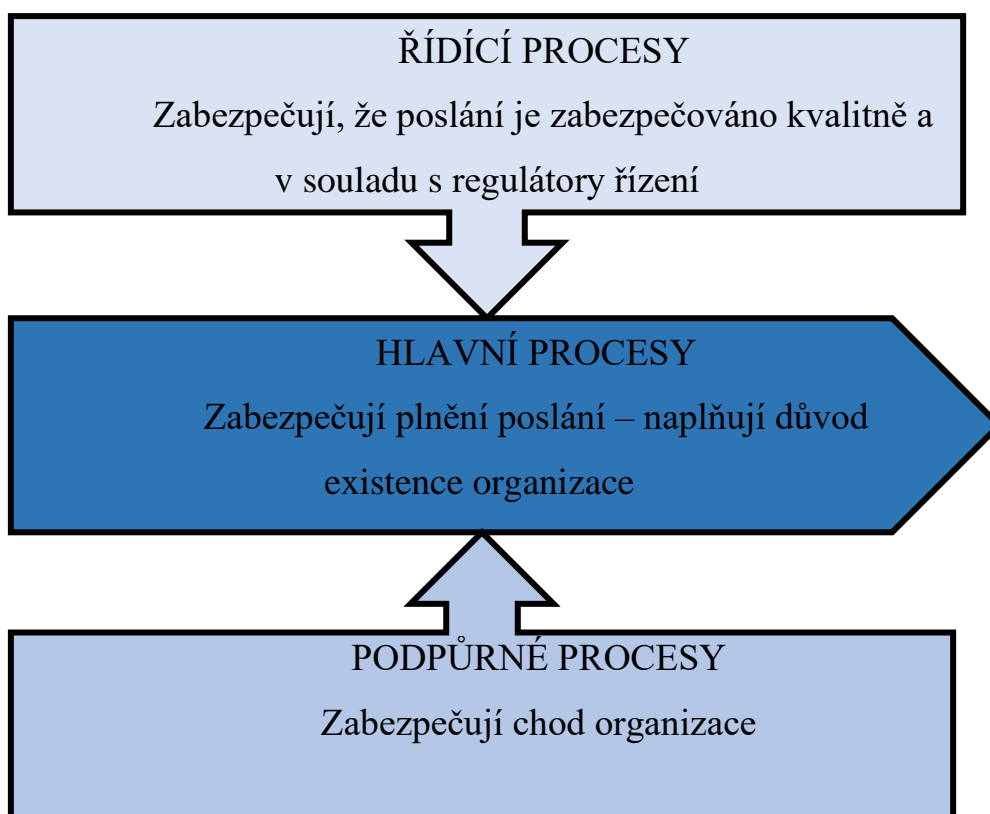 ŘÍDÍCÍ PROCESY
Zabezpečují, že poslání je zabezpečováno kvalitně a
v souladu s regulátory řízení
HLAVNÍ PROCESY
Zabezpečují plnění poslání – naplňují důvod
existence organizace
PODPŮRNÉ PROCESY
Zabezpečují chod organizace